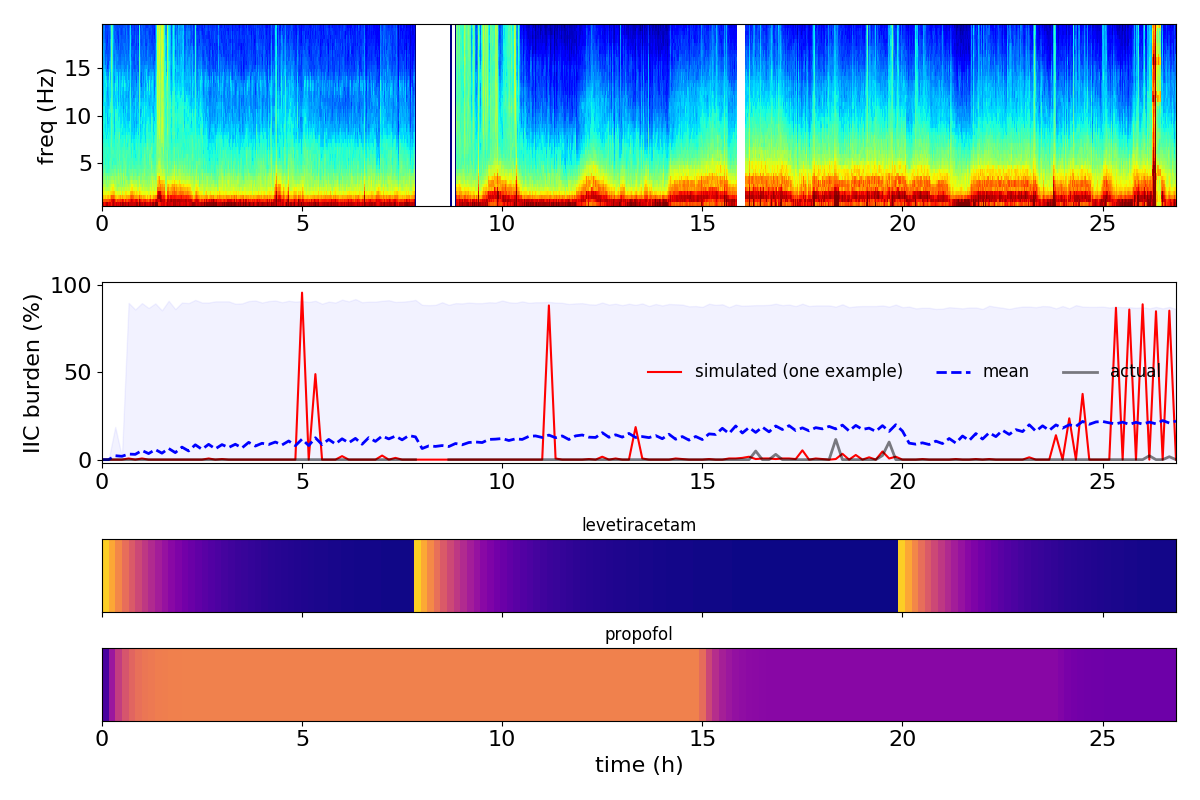 freq (Hz)
15
10
5
0 5 10 15 20 25
IIC burden (%)
100
50
0
simulated (one example) mean actual
0 5 10 15 20 25
levetiracetam
propofol
0 5 10 15 20 25
time (h)